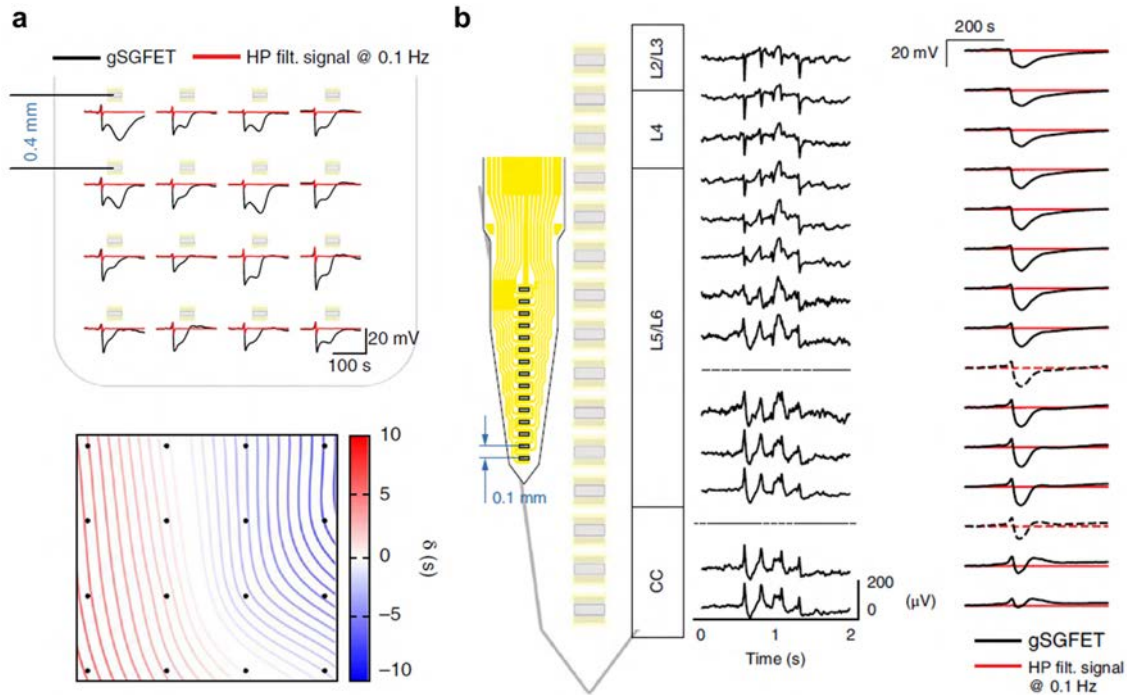 a
gSGFET
HP filt. signal @ 0.1 Hz
0.4 mm
20 mV
100 s
10
5
0
−5
−10
δ (s)
b
0.1 mm
L2/L3
L4
L5/L6
CC
200
0
(μV)
0
1
2
Time (s)
200 s
20 mV
gSGFET
HP filt. signal
@ 0.1 Hz